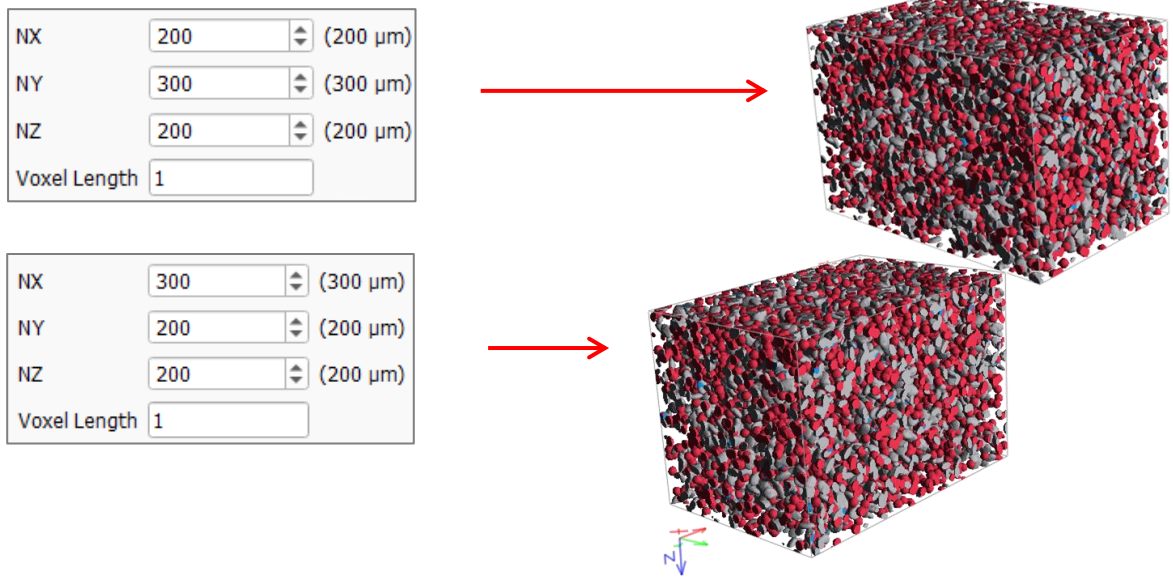 NX 200 (200 µm)
NY 300 (300 µm)
NZ 200 (200 µm)
Voxel Length 1
NX 300 (300 µm)
NY 200 (200 µm)
NZ 200 (200 µm)
Voxel Length 1
Z